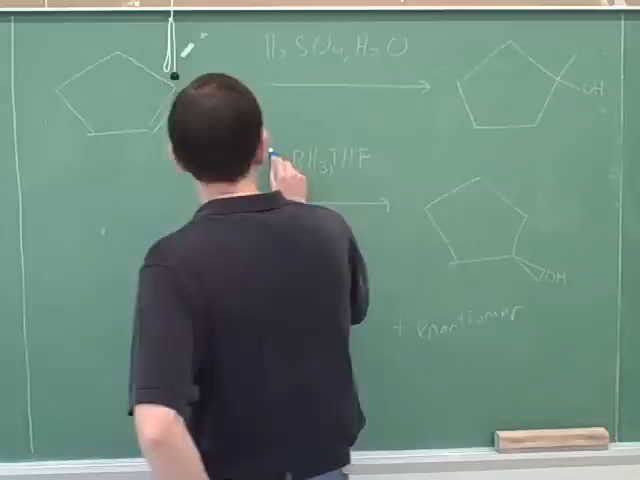 H₂SO₄, H₂O
OH
BH₃, THF
OH
+ enantiomer